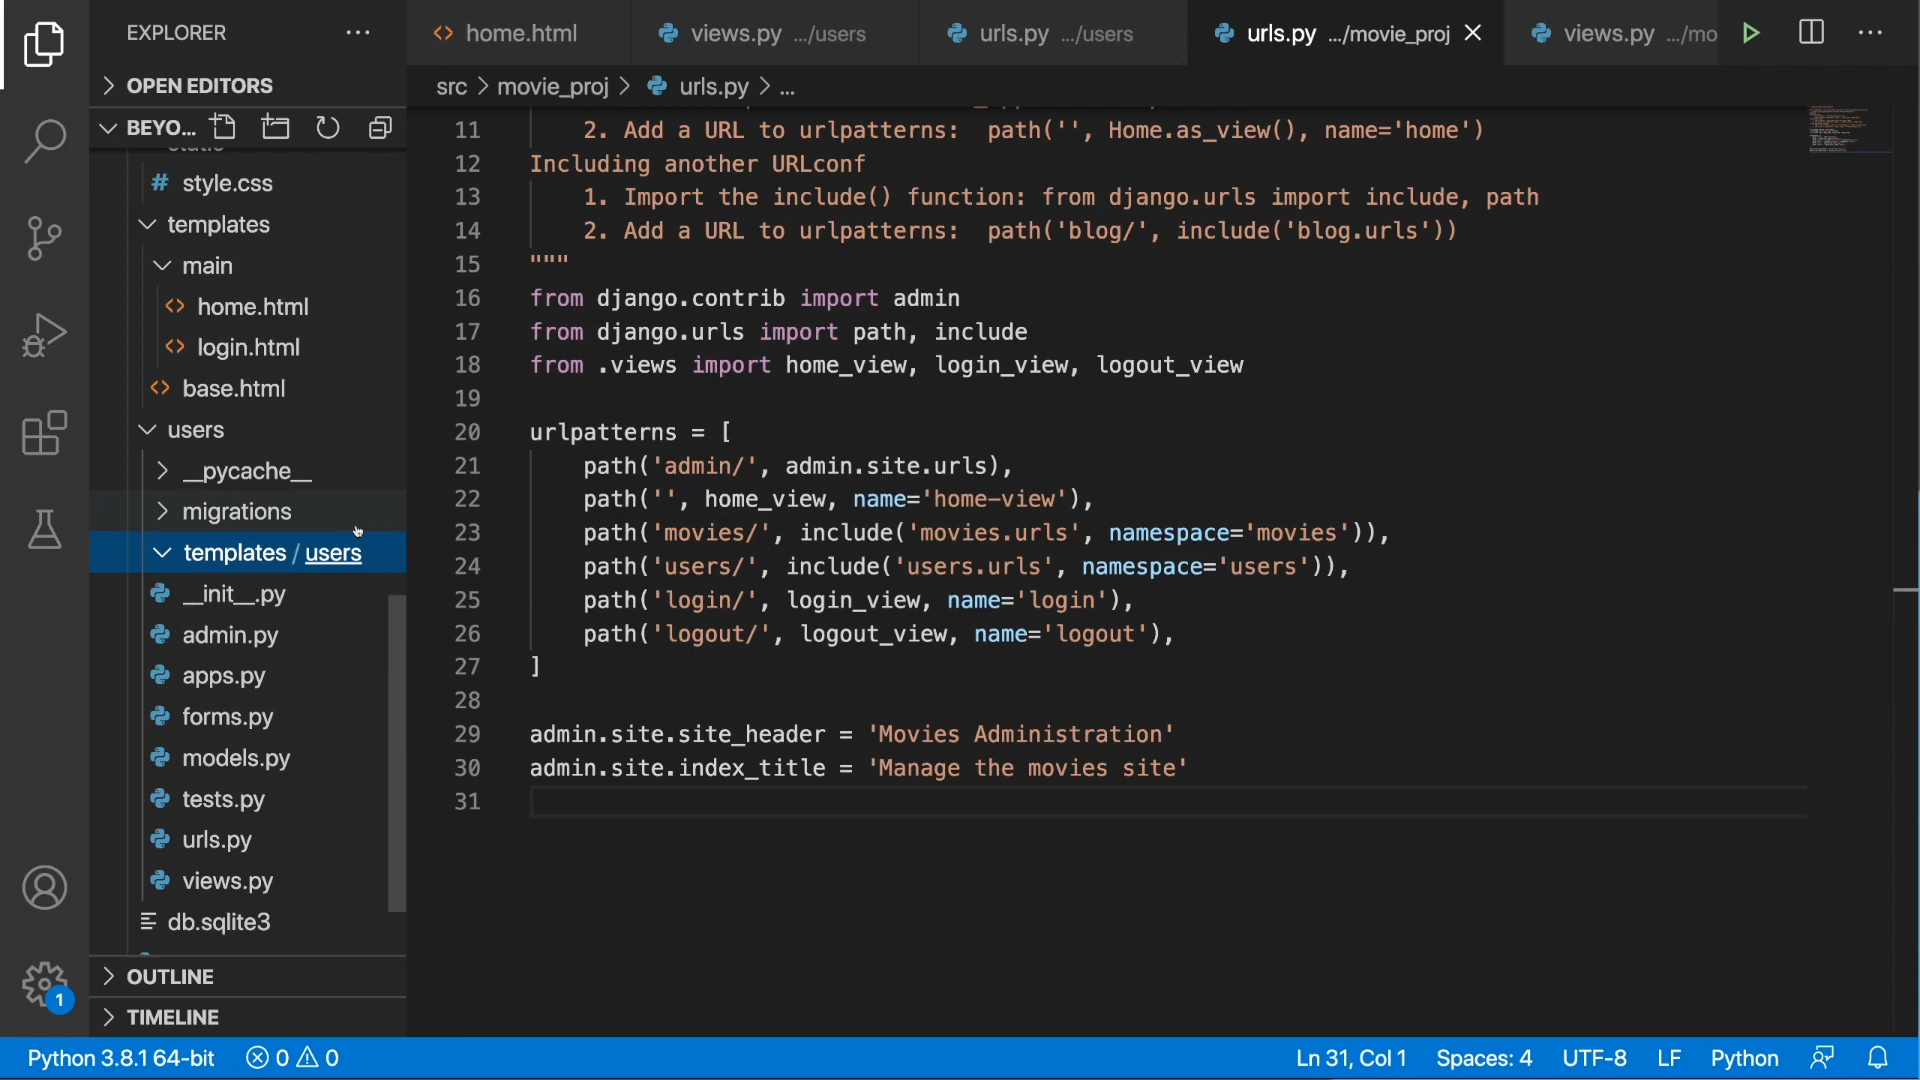 EXPLORER
home.html
views.py .../users
urls.py .../users
urls.py .../movie_proj
views.py .../mo
OPEN EDITORS
src > movie_proj > urls.py > ...
BEYO...
style.css
templates
main
home.html
login.html
base.html
users
__pycache__
migrations
templates / users
__init__.py
admin.py
apps.py
forms.py
models.py
tests.py
urls.py
views.py
db.sqlite3
OUTLINE
TIMELINE
11 2. Add a URL to urlpatterns:  path('', Home.as_view(), name='home')
12 Including another URLconf
13 1. Import the include() function: from django.urls import include, path
14 2. Add a URL to urlpatterns:  path('blog/', include('blog.urls'))
15 """
16 from django.contrib import admin
17 from django.urls import path, include
18 from .views import home_view, login_view, logout_view
19
20 urlpatterns = [
21 path('admin/', admin.site.urls),
22 path('', home_view, name='home-view'),
23 path('movies/', include('movies.urls', namespace='movies')),
24 path('users/', include('users.urls', namespace='users')),
25 path('login/', login_view, name='login'),
26 path('logout/', logout_view, name='logout'),
27 ]
28
29 admin.site.site_header = 'Movies Administration'
30 admin.site.index_title = 'Manage the movies site'
31
1
Python 3.8.1 64-bit
0
0
Ln 31, Col 1
Spaces: 4
UTF-8
LF
Python